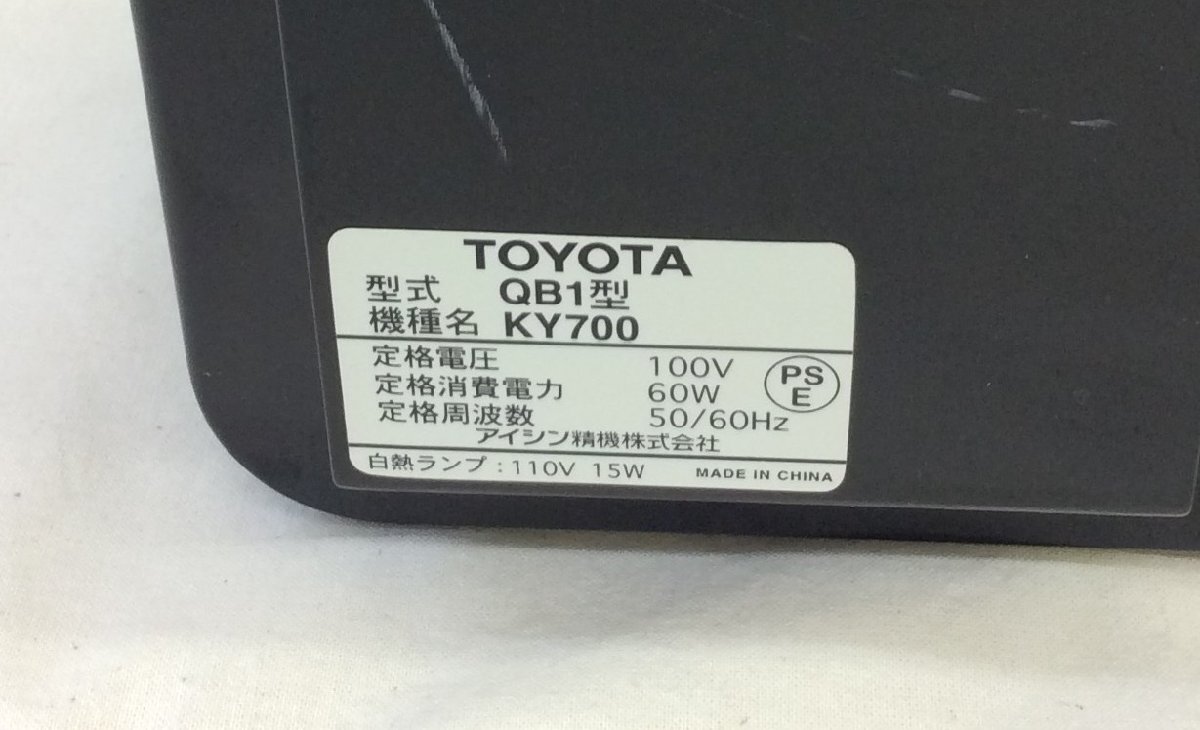 TOYOTA
型式 QB1型
機種名 KY700
定格電圧 100V
定格消費電力 60W
定格周波数 50/60Hz
PS
E
アイシン精機株式会社
白熱ランプ:110V 15W MADE IN CHINA